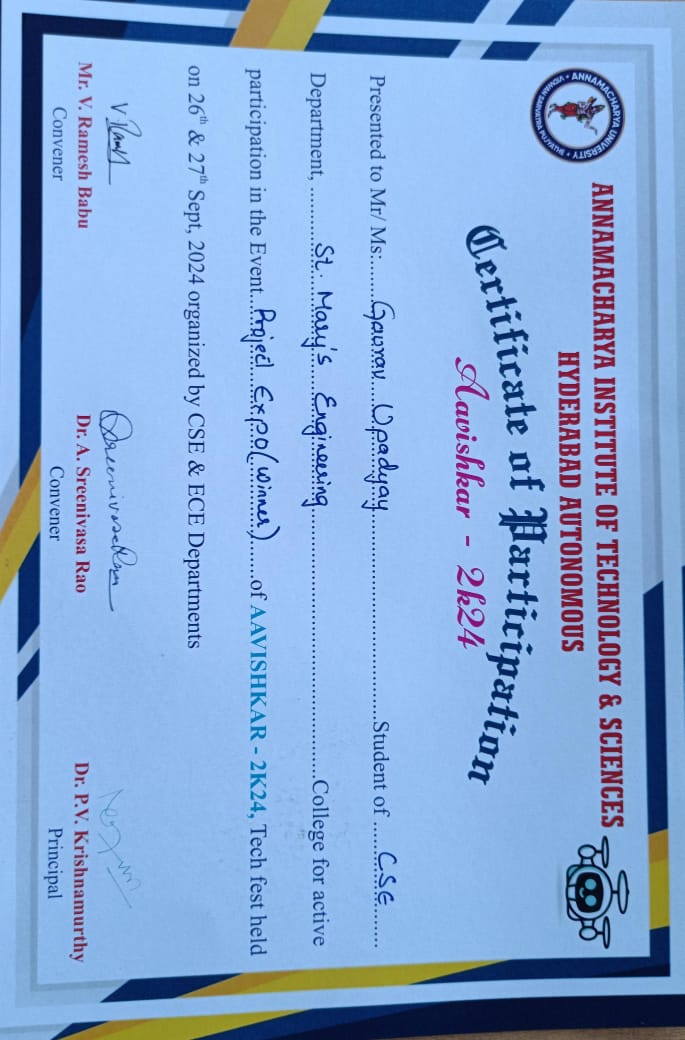 ANNAMACHARYA UNIVERSITY
VIDWAN SARVATRA PUJYATHE
ANNAMACHARYA INSTITUTE OF TECHNOLOGY & SCIENCES
HYDERABAD AUTONOMOUS
Certificate of Participation
Aavishkar - 2k24
Presented to Mr/ Ms:.......Gaurav Upadyay..........................................Student of ....CSE........
Department, ..........St. Mary's Engineering......................................................College for active
participation in the Event...Project Expo(Winner).......of AAVISHKAR - 2K24, Tech fest held
on 26th & 27th Sept, 2024 organized by CSE & ECE Departments
V Ramesh
Sreenivasa Rao
Mr. V. Ramesh Babu
Dr. A. Sreenivasa Rao
Dr. P.V. Krishnamurthy
Convener
Convener
Principal